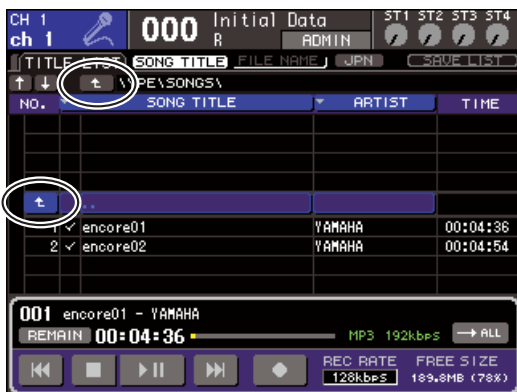 CH 1 000 Initial Data ST1 ST2 ST3 ST4
ch 1 R ADMIN
TITLE LIST SONG TITLE FILE NAME JPN SAVE LIST
\YPE\SONGS\
NO. SONG TITLE ARTIST TIME
..
1 encore01 YAMAHA 00:04:36
2 encore02 YAMAHA 00:04:54
001 encore01 - YAMAHA
REMAIN 00:04:36 MP3 192kbps → ALL
REC RATE FREE SIZE
128kbps 189.8MB (78%)